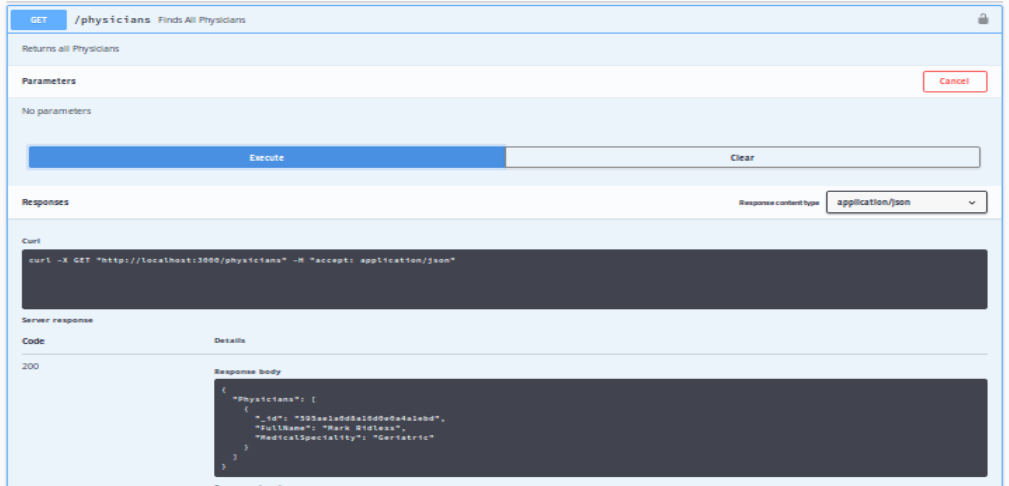 GET /physicians Finds All Physicians
Returns all Physicians
Parameters Cancel
No parameters
Execute Clear
Responses Response content type application/json
Curl
curl -X GET "http://localhost:3000/physicians" -H "accept: application/json"
Server response
Code Details
200
Response body
{
"Physicians": [
{
"_id": "595ae1a0d8a16d0e0a4a1ebd",
"FullName": "Mark Ridless",
"MedicalSpeciality": "Geriatric"
}
]
}